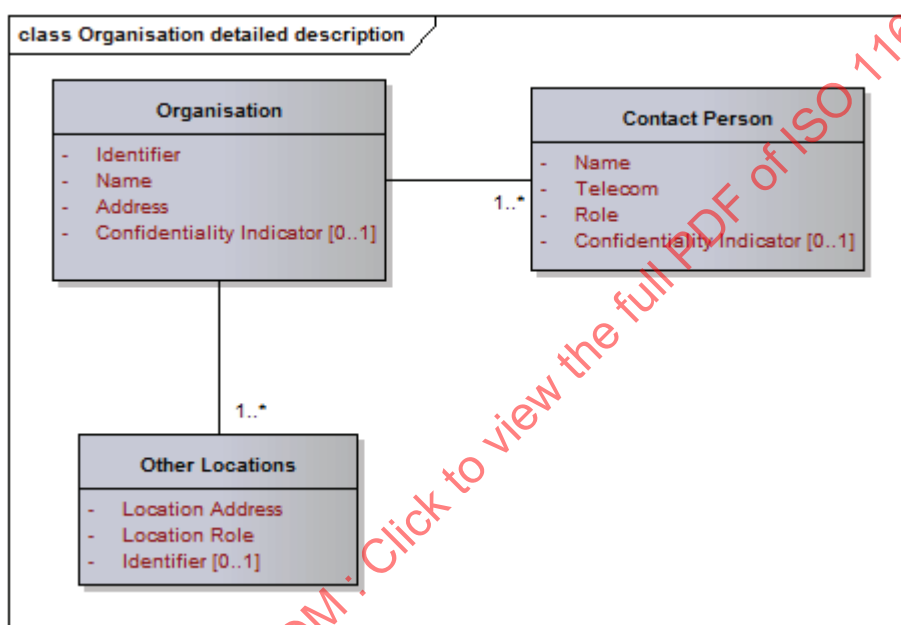 class Organisation detailed description
Organisation
- Identifier
- Name
- Address
- Confidentiality Indicator [0..1]
Contact Person
- Name
- Telecom
- Role
- Confidentiality Indicator [0..1]
1..*
1..*
Other Locations
- Location Address
- Location Role
- Identifier [0..1]
OM : Click to view the full PDF of ISO 116